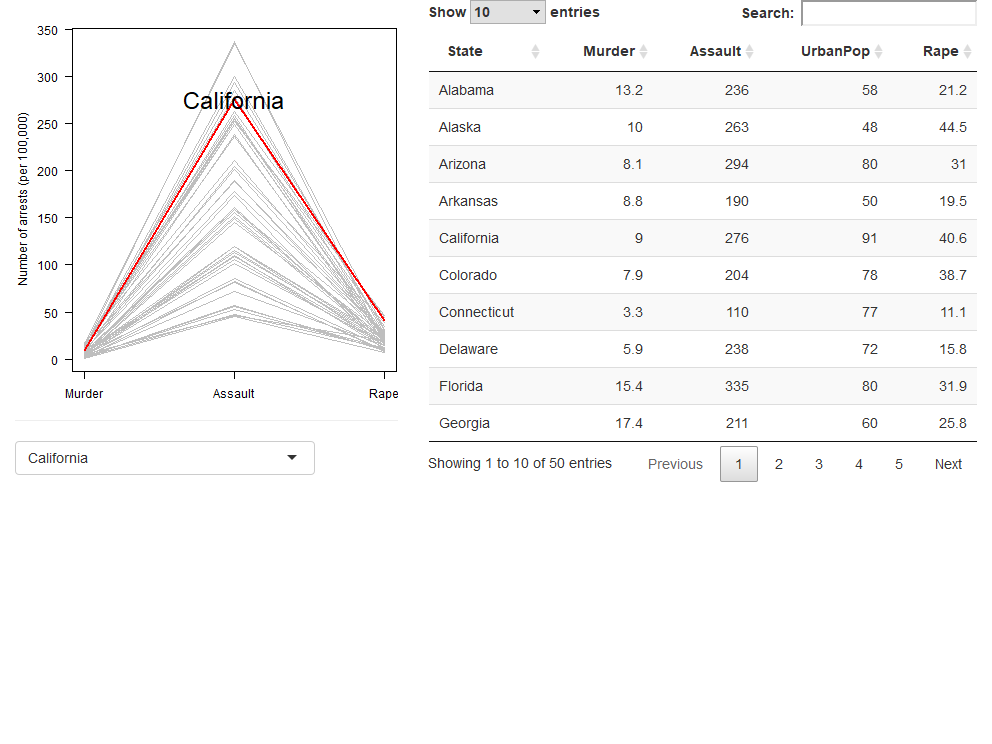 350
300
250
200
150
100
50
0
Number of arrests (per 100,000)
California
Murder Assault Rape
California
Show 10 entries Search:
State Murder Assault UrbanPop Rape
Alabama 13.2 236 58 21.2
Alaska 10 263 48 44.5
Arizona 8.1 294 80 31
Arkansas 8.8 190 50 19.5
California 9 276 91 40.6
Colorado 7.9 204 78 38.7
Connecticut 3.3 110 77 11.1
Delaware 5.9 238 72 15.8
Florida 15.4 335 80 31.9
Georgia 17.4 211 60 25.8
Showing 1 to 10 of 50 entries Previous 1 2 3 4 5 Next